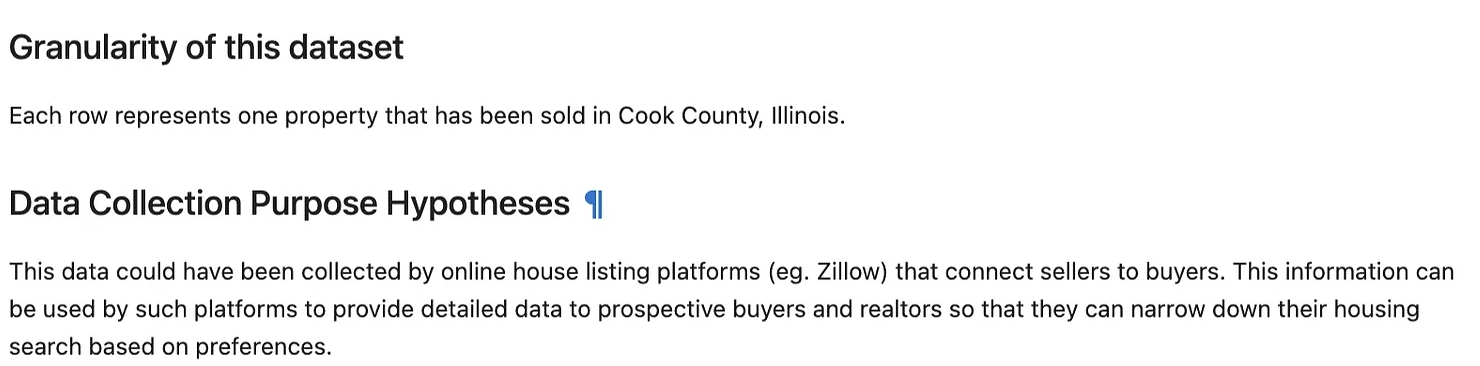 Granularity of this dataset
Each row represents one property that has been sold in Cook County, Illinois.
Data Collection Purpose Hypotheses ¶
This data could have been collected by online house listing platforms (eg. Zillow) that connect sellers to buyers. This information can
be used by such platforms to provide detailed data to prospective buyers and realtors so that they can narrow down their housing
search based on preferences.